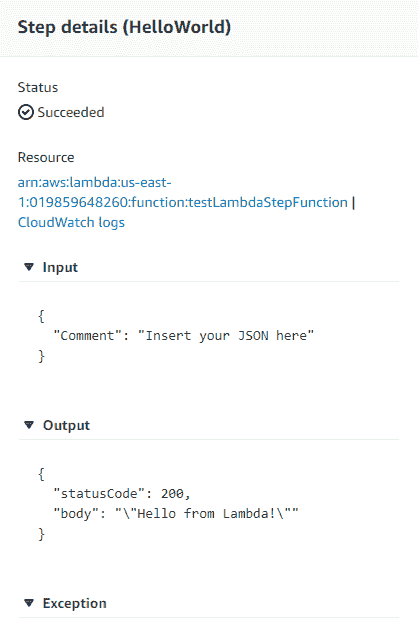 Step details (HelloWorld)
Status
Succeeded
Resource
arn:aws:lambda:us-east-
1:019859648260:function:testLambdaStepFunction |
CloudWatch logs
Input
{
"Comment": "Insert your JSON here"
}
Output
{
"statusCode": 200,
"body": "\"Hello from Lambda!\""
}
Exception